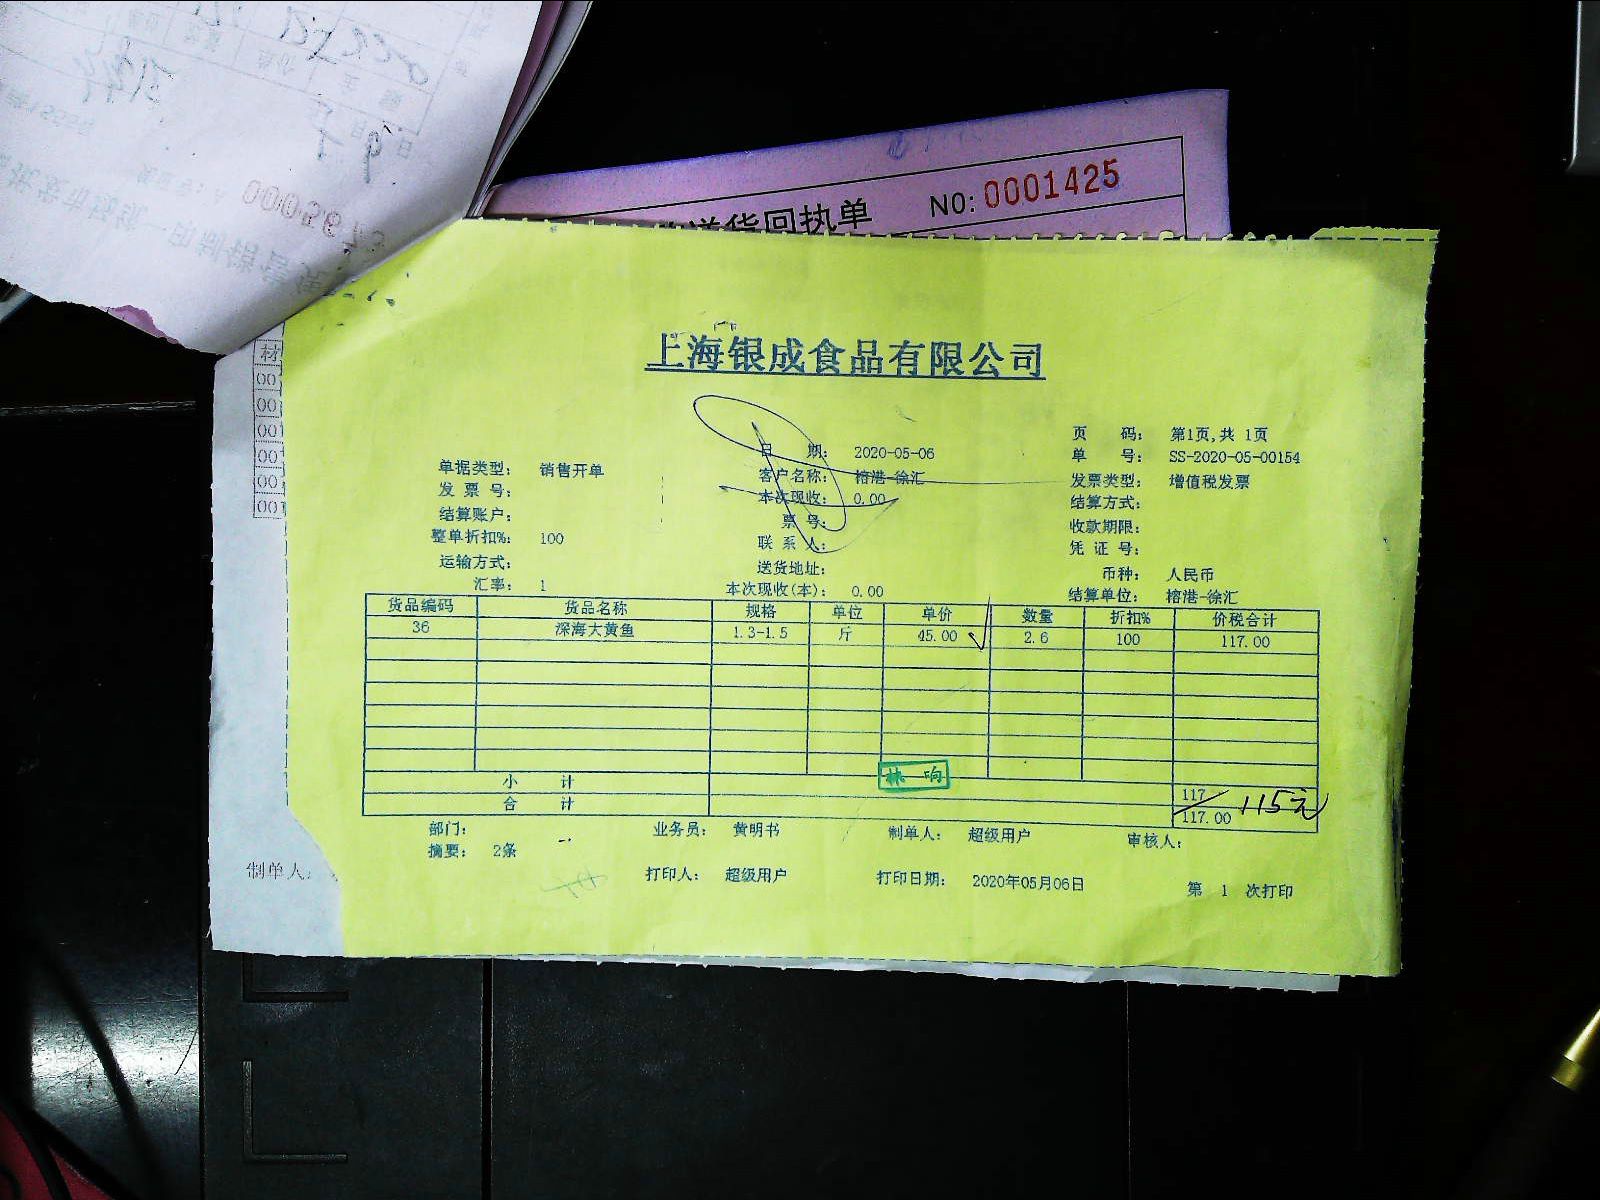 NO:0001425
送货回执单
上海银成食品有限公司
页 码: 第1页,共 1页
日 期: 2020-05-06
单 号: SS-2020-05-00154
单据类型: 销售开单
客户名称: 榕港-徐汇
发票类型: 增值税发票
发 票 号:
本次现收: 0.00
结算方式:
结算账户:
票 号:
收款期限:
整单折扣%: 100
联 系 人:
凭 证 号:
运输方式:
送货地址:
币种: 人民币
汇率: 1
本次现收(本): 0.00
结算单位: 榕港-徐汇
货品编码 货品名称 规格 单位 单价 数量 折扣% 价税合计
36 深海大黄鱼 1.3-1.5 斤 45.00 2.6 100 117.00
林 响
小 计 117
合 计 117.00 115元
部门: 业务员: 黄明书 制单人: 超级用户 审核人:
摘要: 2条
打印人: 超级用户 打印日期: 2020年05月06日 第 1 次打印
材
00
00
00
00
00
00
制单人: